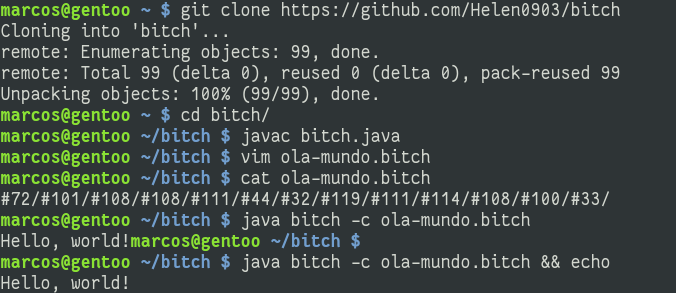 marcos@gentoo ~ $ git clone https://github.com/Helen0903/bitch
Cloning into 'bitch'...
remote: Enumerating objects: 99, done.
remote: Total 99 (delta 0), reused 0 (delta 0), pack-reused 99
Unpacking objects: 100% (99/99), done.
marcos@gentoo ~ $ cd bitch/
marcos@gentoo ~/bitch $ javac bitch.java
marcos@gentoo ~/bitch $ vim ola-mundo.bitch
marcos@gentoo ~/bitch $ cat ola-mundo.bitch
#72/#101/#108/#108/#111/#44/#32/#119/#111/#114/#108/#100/#33/
marcos@gentoo ~/bitch $ java bitch -c ola-mundo.bitch
Hello, world!marcos@gentoo ~/bitch $
marcos@gentoo ~/bitch $ java bitch -c ola-mundo.bitch && echo
Hello, world!